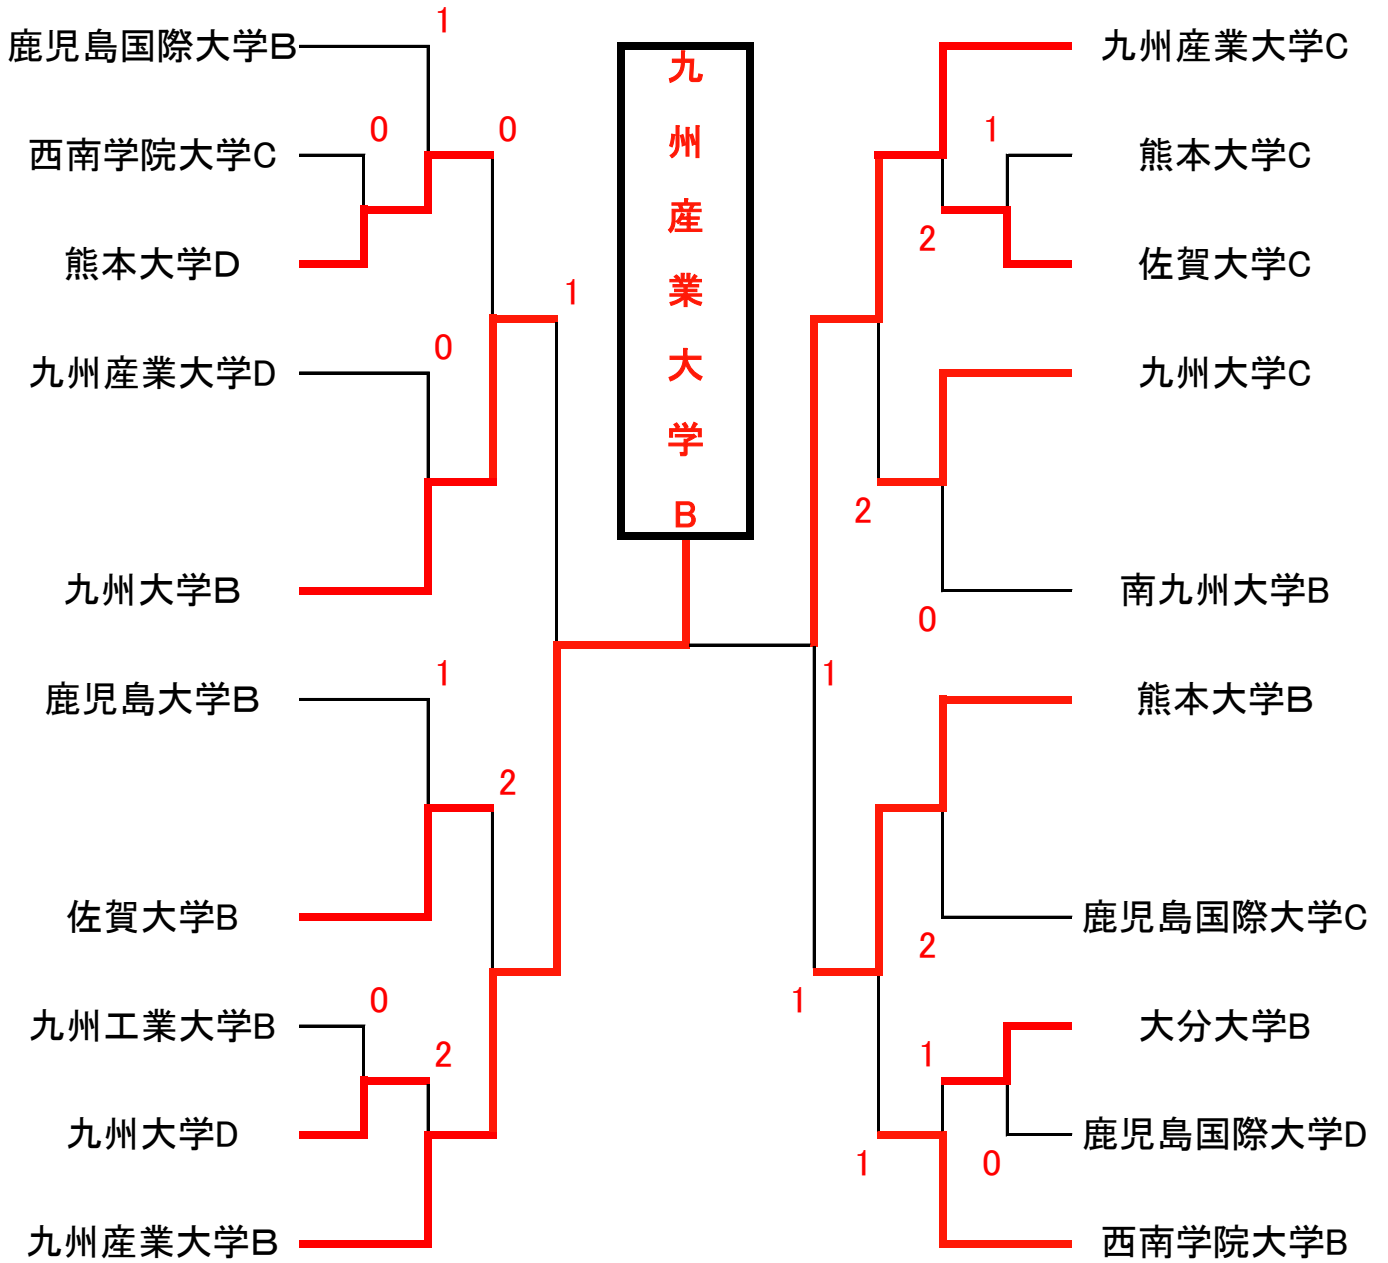 鹿児島国際大学B
1
西南学院大学C
0
0
熊本大学D
1
九州産業大学D
0
九州大学B
鹿児島大学B
1
2
佐賀大学B
九州工業大学B
0
2
九州大学D
九州産業大学B
九州産業大学B
九州産業大学C
1
熊本大学C
2
佐賀大学C
九州大学C
2
南九州大学B
0
1
熊本大学B
鹿児島国際大学C
2
1
大分大学B
1
鹿児島国際大学D
1
0
西南学院大学B